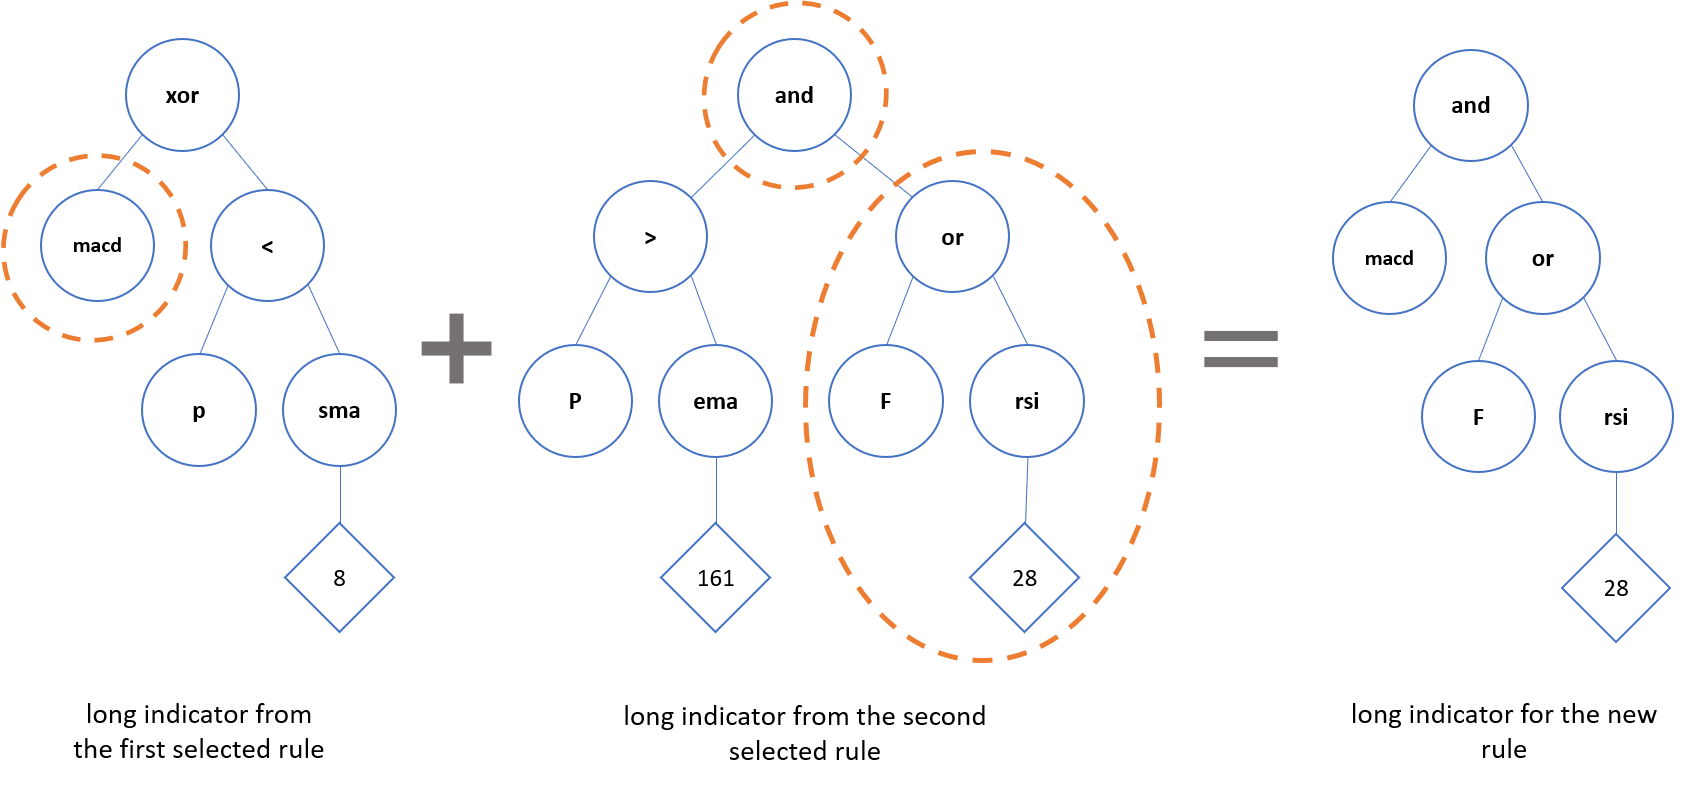 xor
macd
<
p
sma
8
+
and
>
or
P
ema
F
rsi
161
28
=
and
macd
or
F
rsi
28
long indicator from
the first selected rule
long indicator from the second
selected rule
long indicator for the new
rule